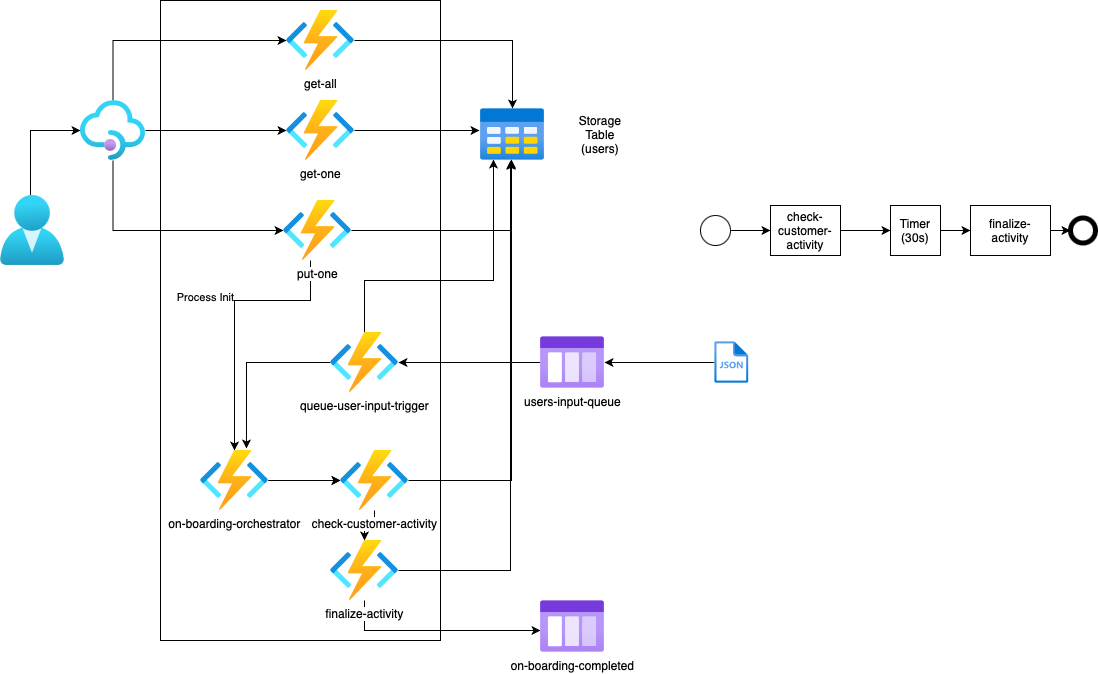 get-all
get-one
Storage
Table
(users)
put-one
Process Init
check-
customer-
activity
Timer
(30s)
finalize-
activity
queue-user-input-trigger
users-input-queue
JSON
on-boarding-orchestrator
check-customer-activity
finalize-activity
on-boarding-completed